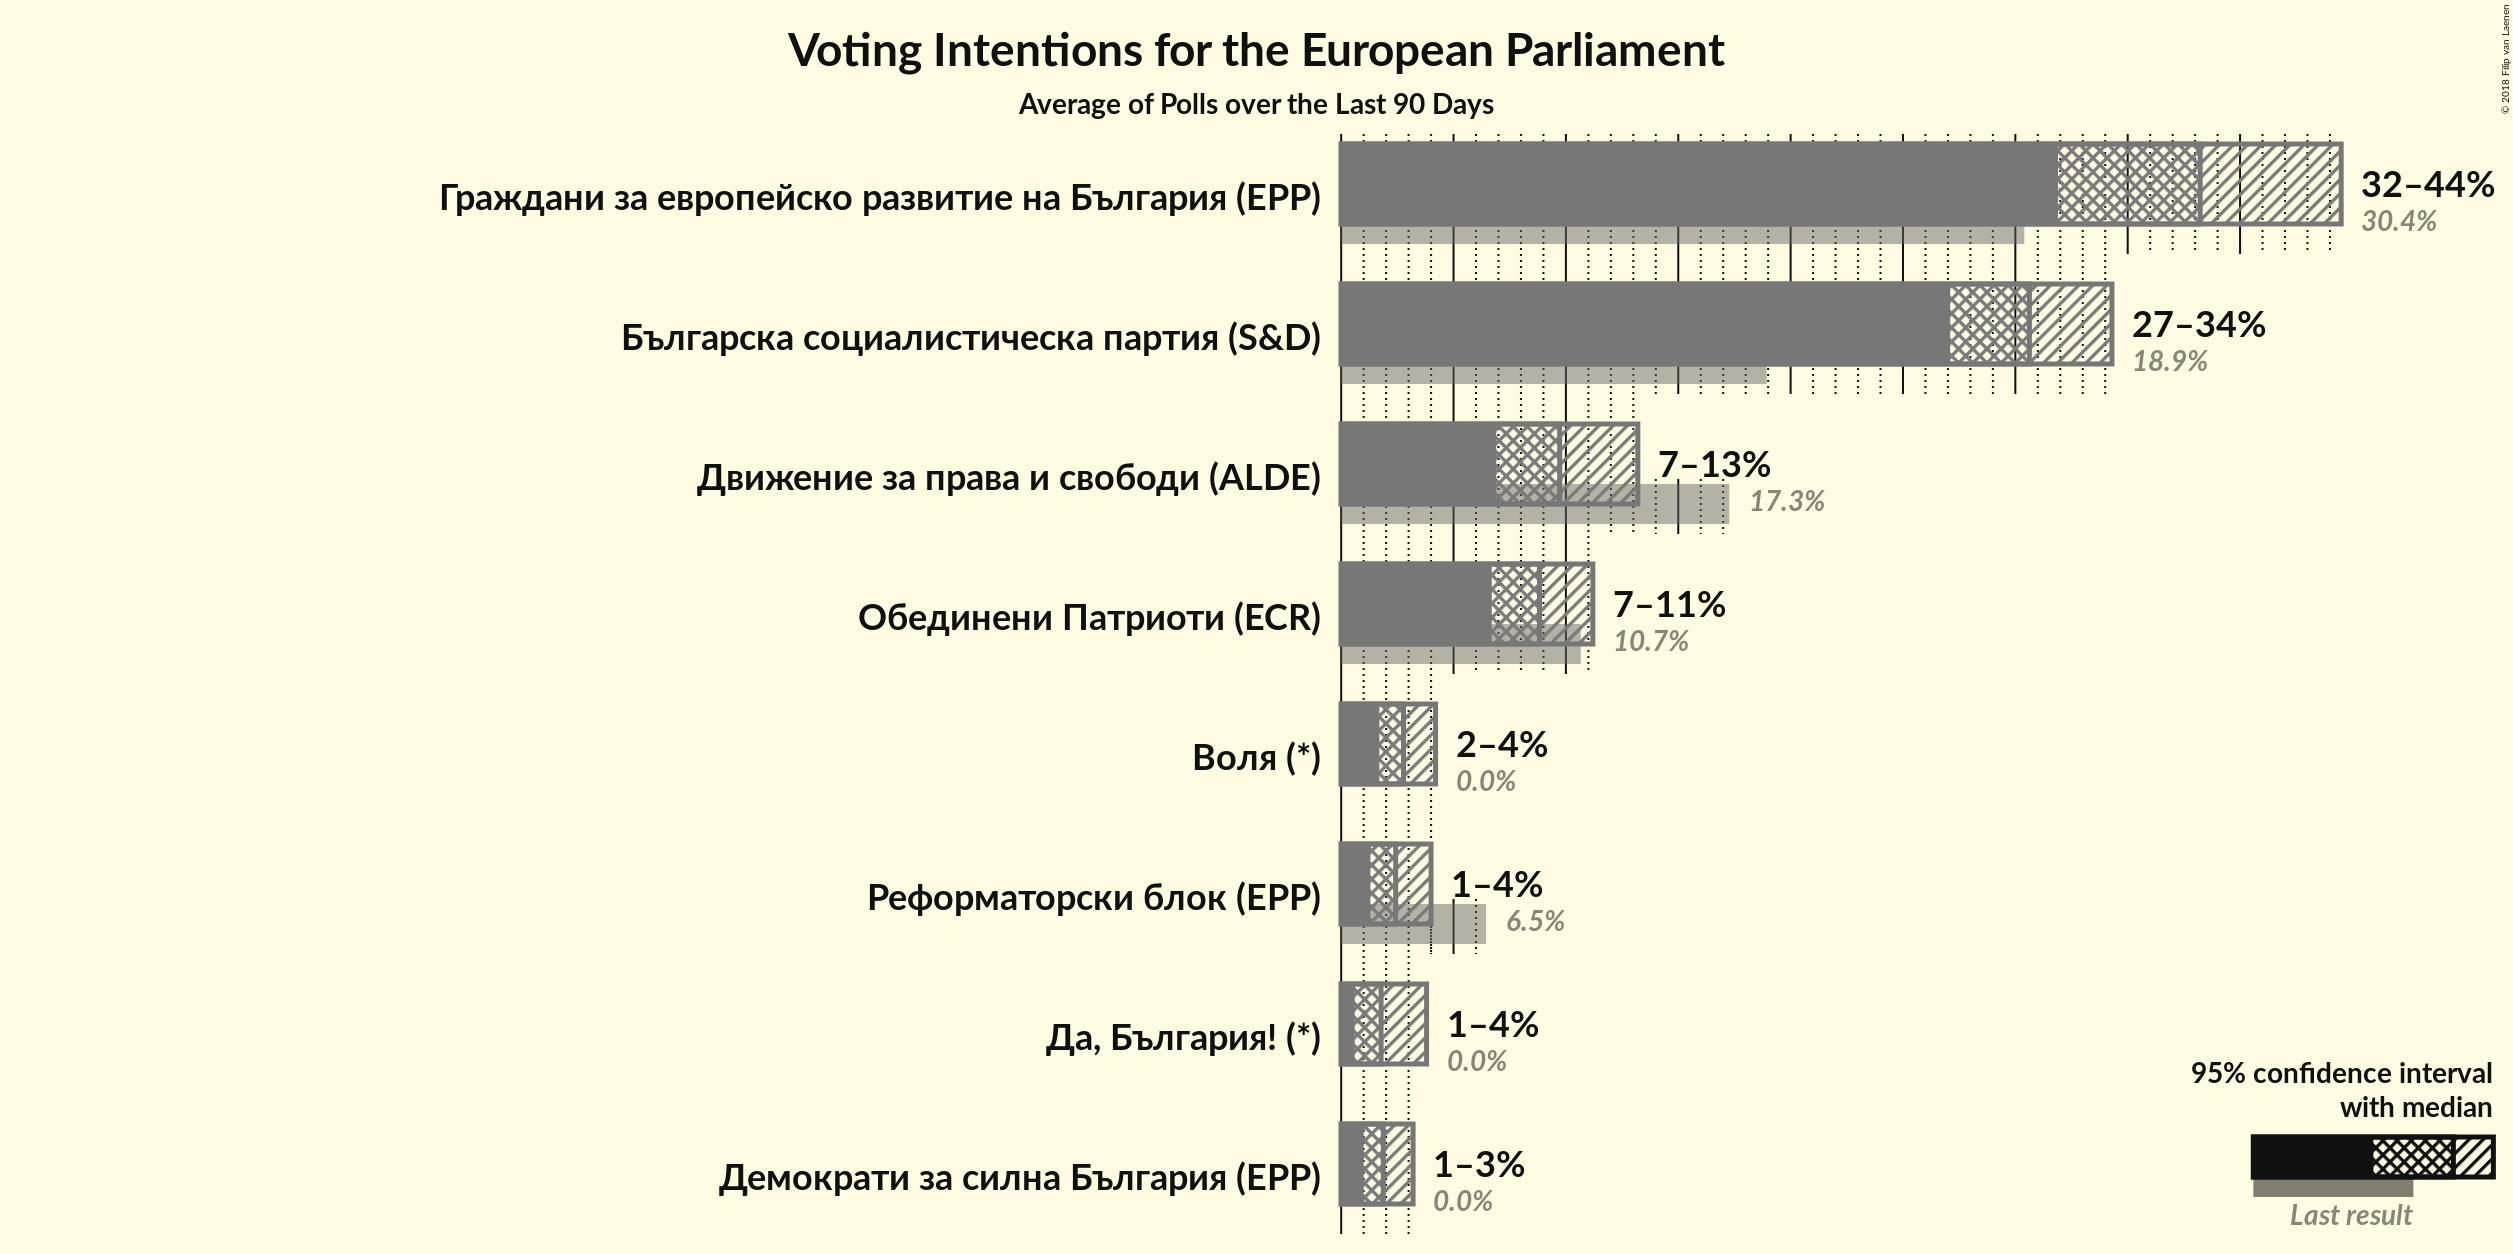 Voting Intentions for the European Parliament
Average of Polls over the Last 90 Days
© 2018 Filip van Laenen
Граждани за европейско развитие на България (EPP)
32–44%
30.4%
Българска социалистическа партия (S&D)
27–34%
18.9%
Движение за права и свободи (ALDE)
7–13%
17.3%
Обединени Патриоти (ECR)
7–11%
10.7%
Воля (*)
2–4%
0.0%
Реформаторски блок (EPP)
1–4%
6.5%
Да, България! (*)
1–4%
0.0%
Демократи за силна България (EPP)
1–3%
0.0%
95% confidence interval
with median
Last result